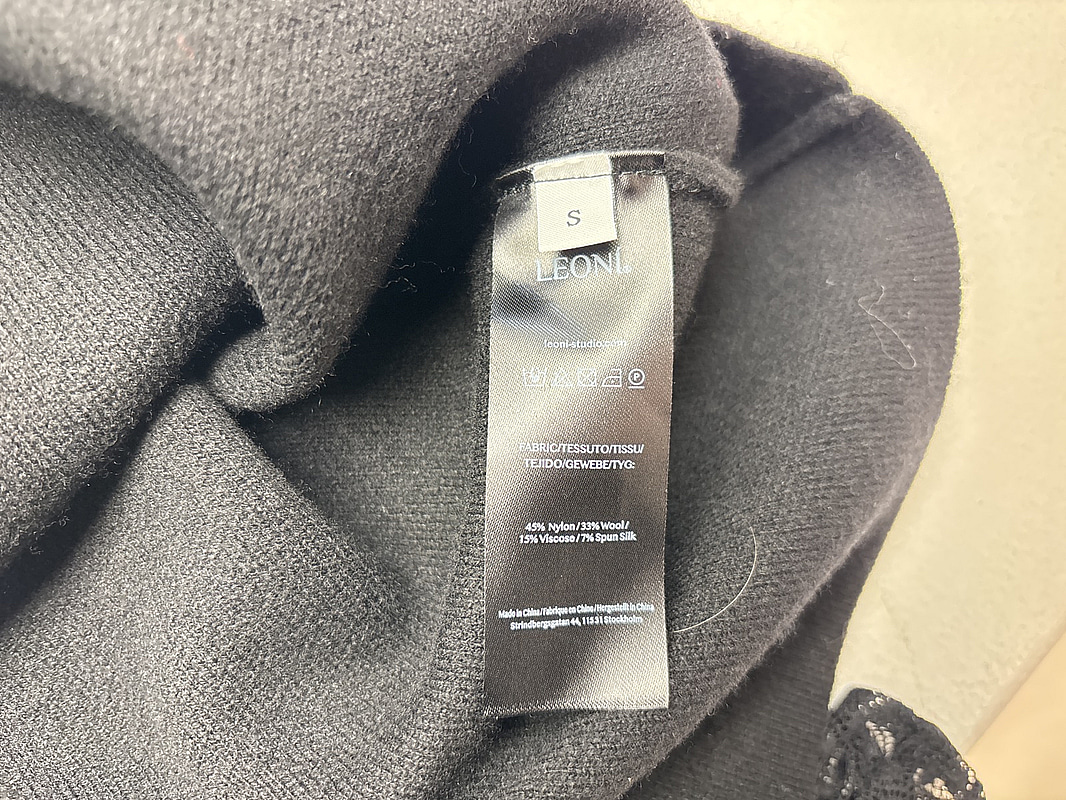 S
LEONI.
leoni-studio.com
P
FABRIC/TESSUTO/TISSU/
TEJIDO/GEWEBE/TYG:
45% Nylon / 33% Wool /
15% Viscose / 7% Spun Silk
Made in China / Fabriqué en Chine / Hergestellt in China
Strindbergsgatan 44, 115 31 Stockholm